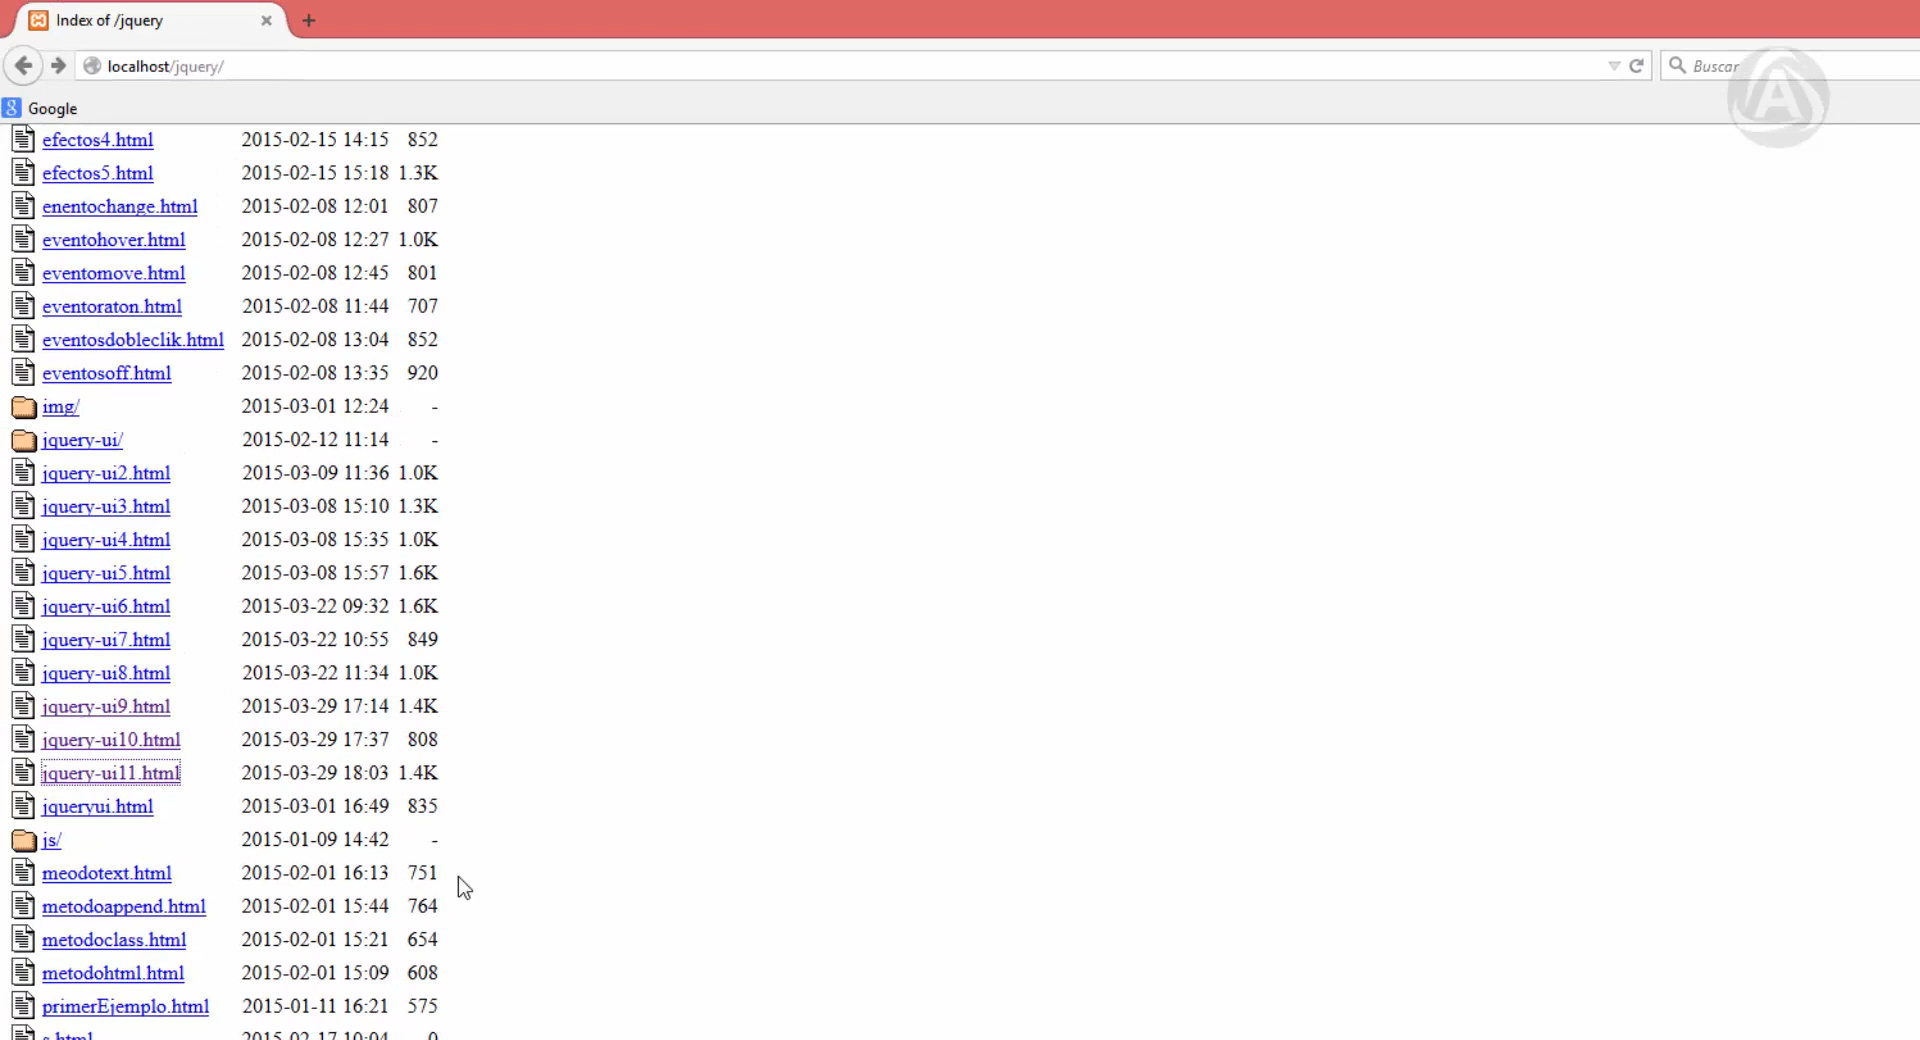 Index of /jquery
localhost/jquery/
Buscar
Google
efectos4.html 2015-02-15 14:15 852
efectos5.html 2015-02-15 15:18 1.3K
enentochange.html 2015-02-08 12:01 807
eventohover.html 2015-02-08 12:27 1.0K
eventomove.html 2015-02-08 12:45 801
eventoraton.html 2015-02-08 11:44 707
eventosdobleclik.html 2015-02-08 13:04 852
eventosoff.html 2015-02-08 13:35 920
img/ 2015-03-01 12:24 -
jquery-ui/ 2015-02-12 11:14 -
jquery-ui2.html 2015-03-09 11:36 1.0K
jquery-ui3.html 2015-03-08 15:10 1.3K
jquery-ui4.html 2015-03-08 15:35 1.0K
jquery-ui5.html 2015-03-08 15:57 1.6K
jquery-ui6.html 2015-03-22 09:32 1.6K
jquery-ui7.html 2015-03-22 10:55 849
jquery-ui8.html 2015-03-22 11:34 1.0K
jquery-ui9.html 2015-03-29 17:14 1.4K
jquery-ui10.html 2015-03-29 17:37 808
jquery-ui11.html 2015-03-29 18:03 1.4K
jqueryui.html 2015-03-01 16:49 835
js/ 2015-01-09 14:42 -
meodotext.html 2015-02-01 16:13 751
metodoappend.html 2015-02-01 15:44 764
metodoclass.html 2015-02-01 15:21 654
metodohtml.html 2015-02-01 15:09 608
primerEjemplo.html 2015-01-11 16:21 575
s.html 2015-02-17 10:04 0